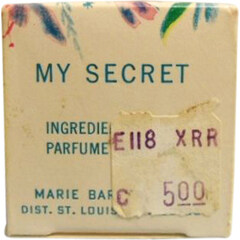 MY SECRET
INGREDIE
PARFUME
E118 XRR
C 500
MARIE BAR
DIST. ST. LOUIS